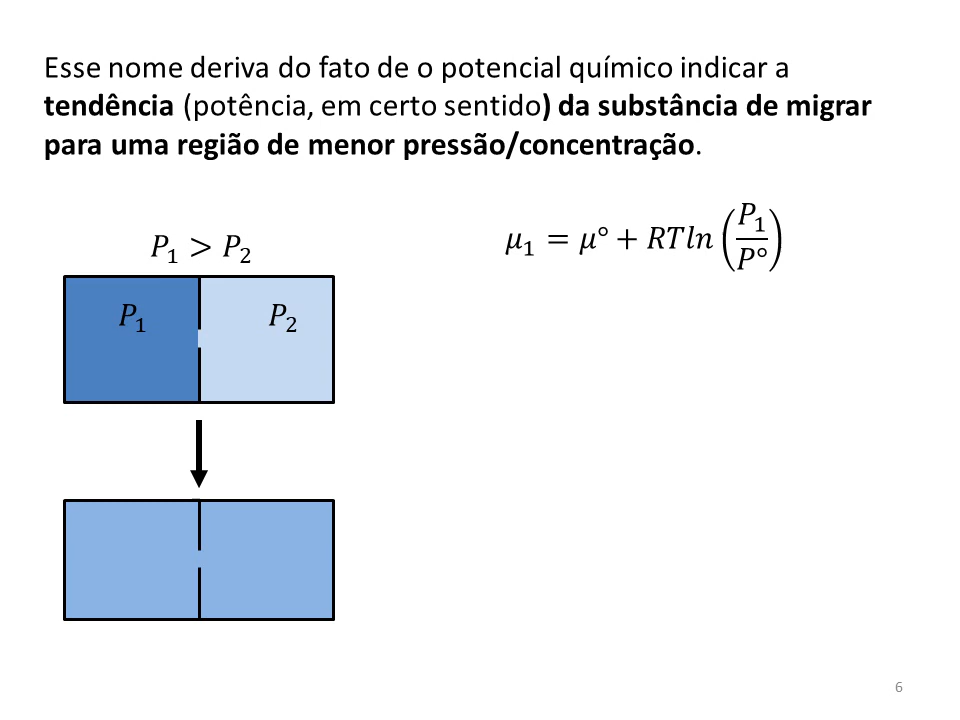 Esse nome deriva do fato de o potencial químico indicar a
tendência (potência, em certo sentido) da substância de migrar
para uma região de menor pressão/concentração.
P₁ > P₂
μ₁ = μ° + RTln(P₁/P°)
P₁ P₂
6